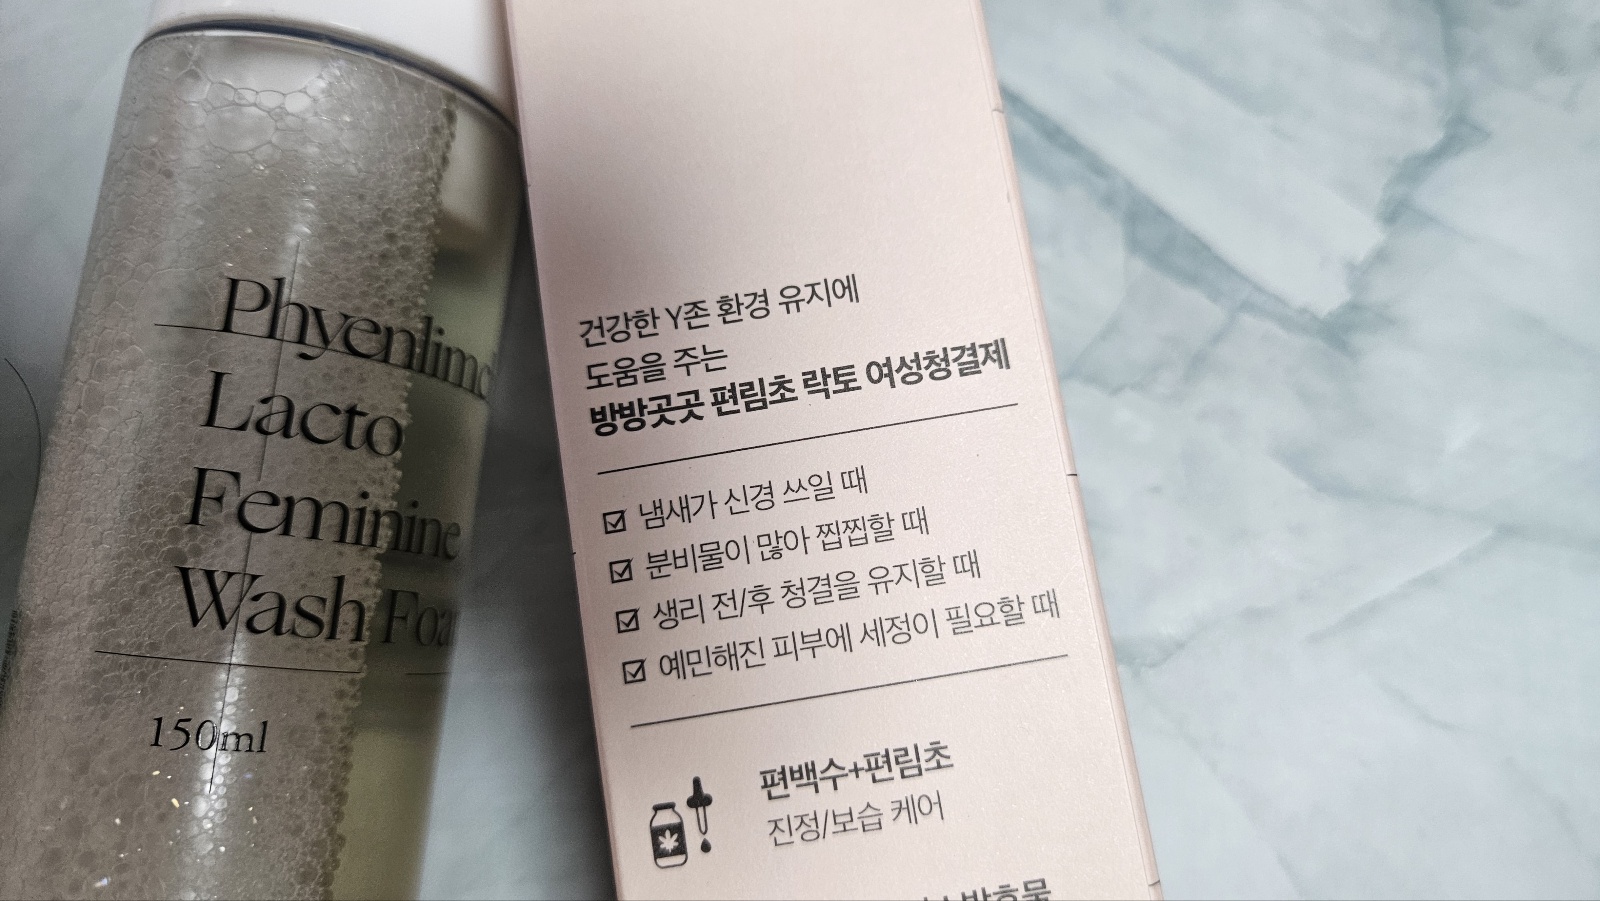 Phyenlimc
Lacto
Feminine
Wash Foa
150ml
건강한 Y존 환경 유지에
도움을 주는
방방곳곳 편림초 락토 여성청결제
☑ 냄새가 신경 쓰일 때
☑ 분비물이 많아 찝찝할 때
☑ 생리 전/후 청결을 유지할 때
☑ 예민해진 피부에 세정이 필요할 때
편백수+편림초
진정/보습 케어
발효물